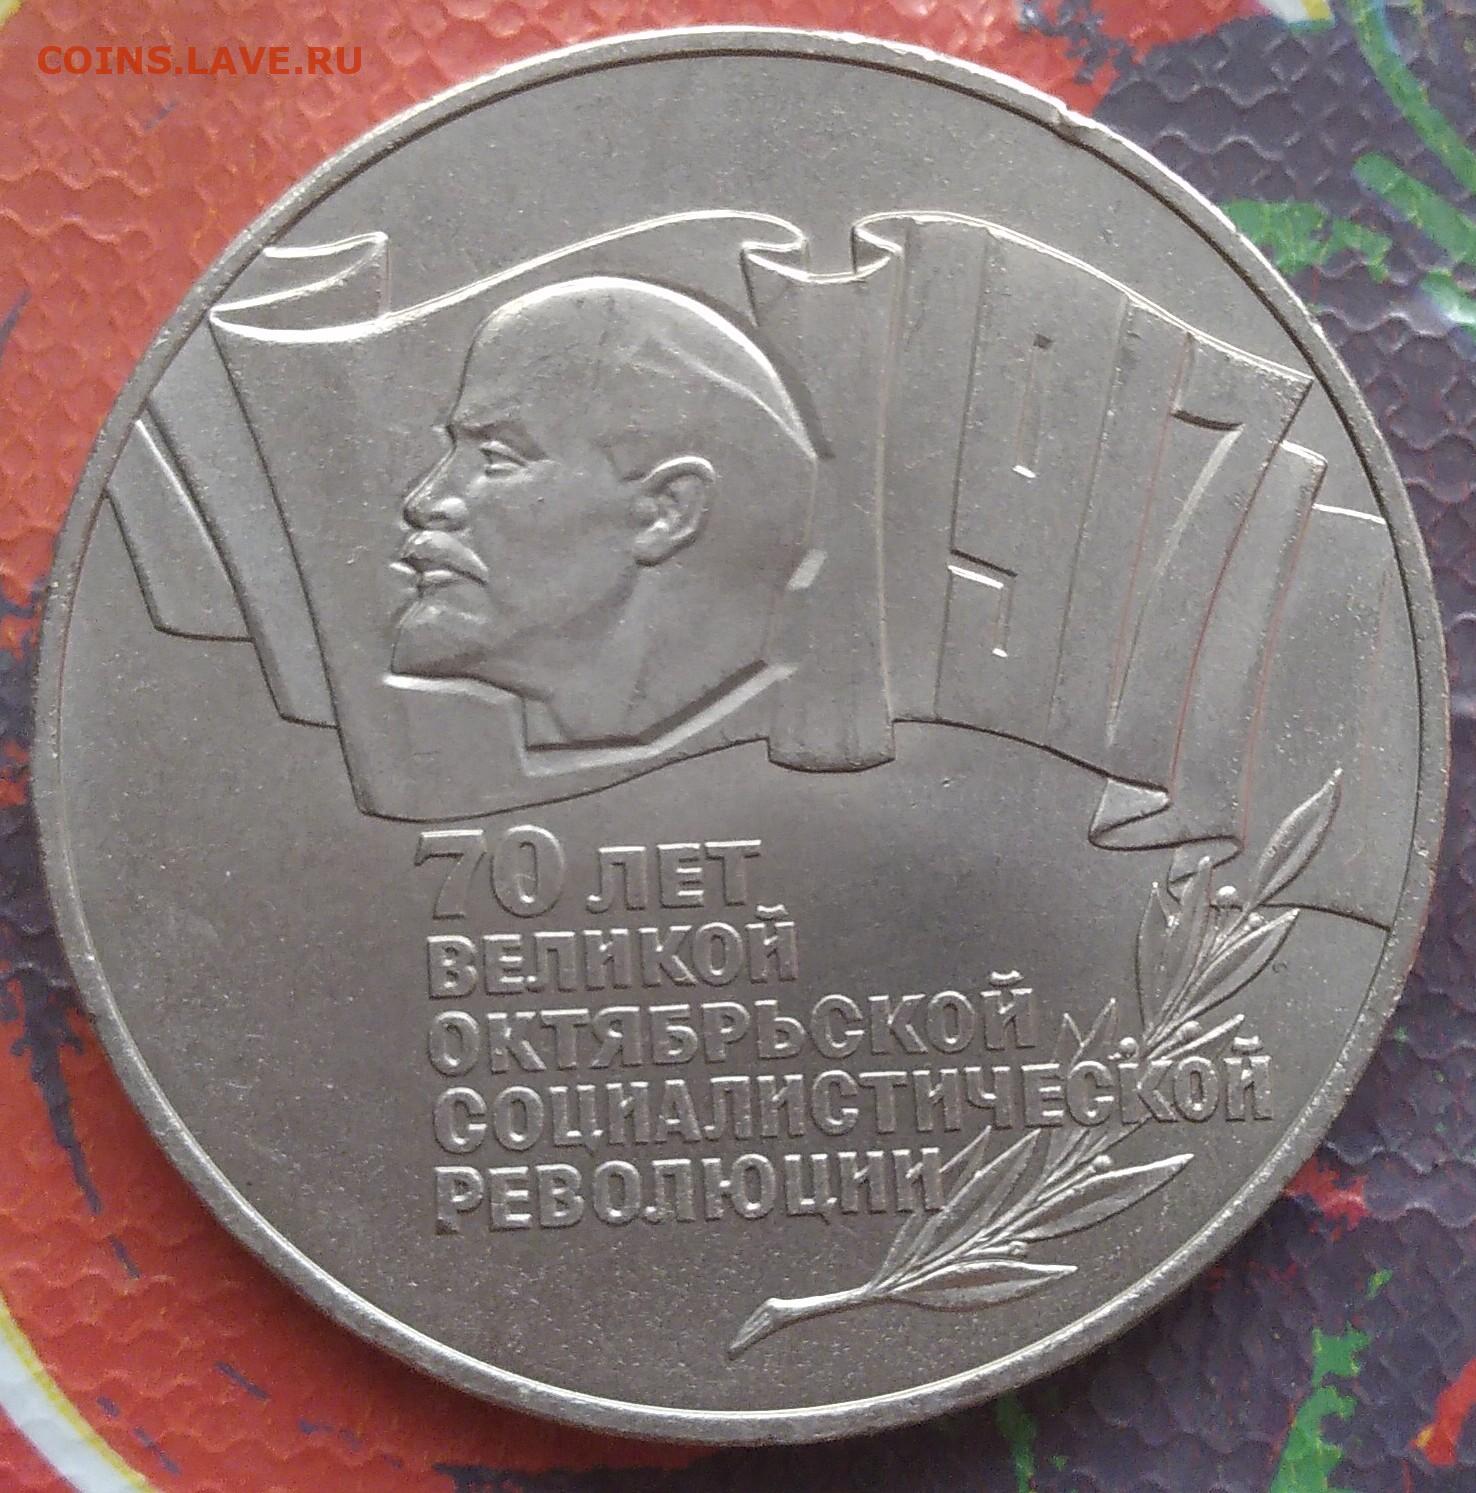 COINS.LAVE.RU
1917
70 ЛЕТ
ВЕЛИКОЙ
ОКТЯБРЬСКОЙ
СОЦИАЛИСТИЧЕСКОЙ
РЕВОЛЮЦИИ